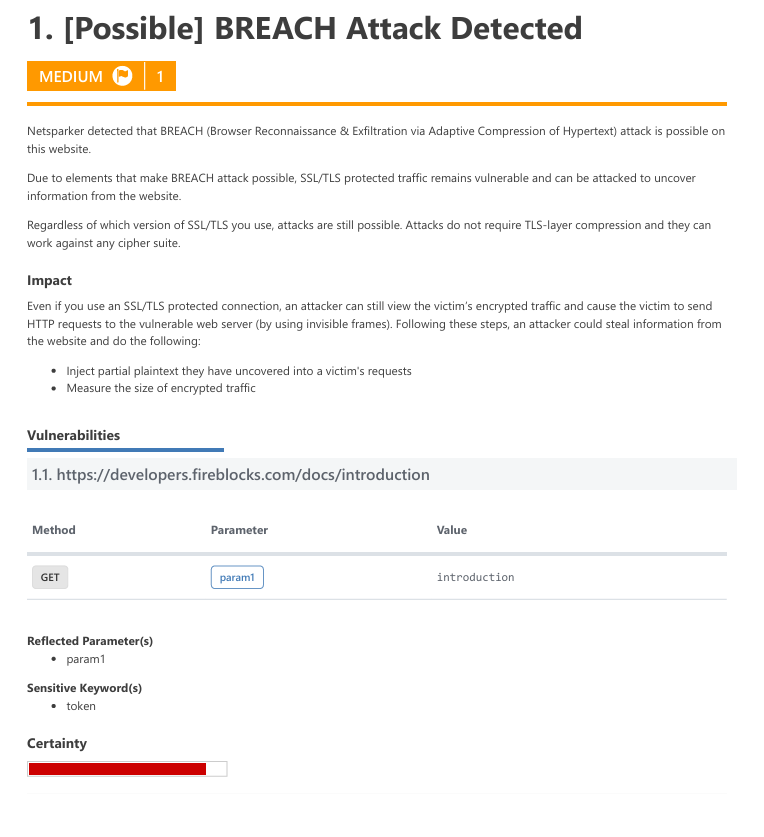 1. [Possible] BREACH Attack Detected
MEDIUM 1
Netsparker detected that BREACH (Browser Reconnaissance & Exfiltration via Adaptive Compression of Hypertext) attack is possible on
this website.
Due to elements that make BREACH attack possible, SSL/TLS protected traffic remains vulnerable and can be attacked to uncover
information from the website.
Regardless of which version of SSL/TLS you use, attacks are still possible. Attacks do not require TLS-layer compression and they can
work against any cipher suite.
Impact
Even if you use an SSL/TLS protected connection, an attacker can still view the victim's encrypted traffic and cause the victim to send
HTTP requests to the vulnerable web server (by using invisible frames). Following these steps, an attacker could steal information from
the website and do the following:
• Inject partial plaintext they have uncovered into a victim's requests
• Measure the size of encrypted traffic
Vulnerabilities
1.1. https://developers.fireblocks.com/docs/introduction
Method Parameter Value
GET param1 introduction
Reflected Parameter(s)
• param1
Sensitive Keyword(s)
• token
Certainty